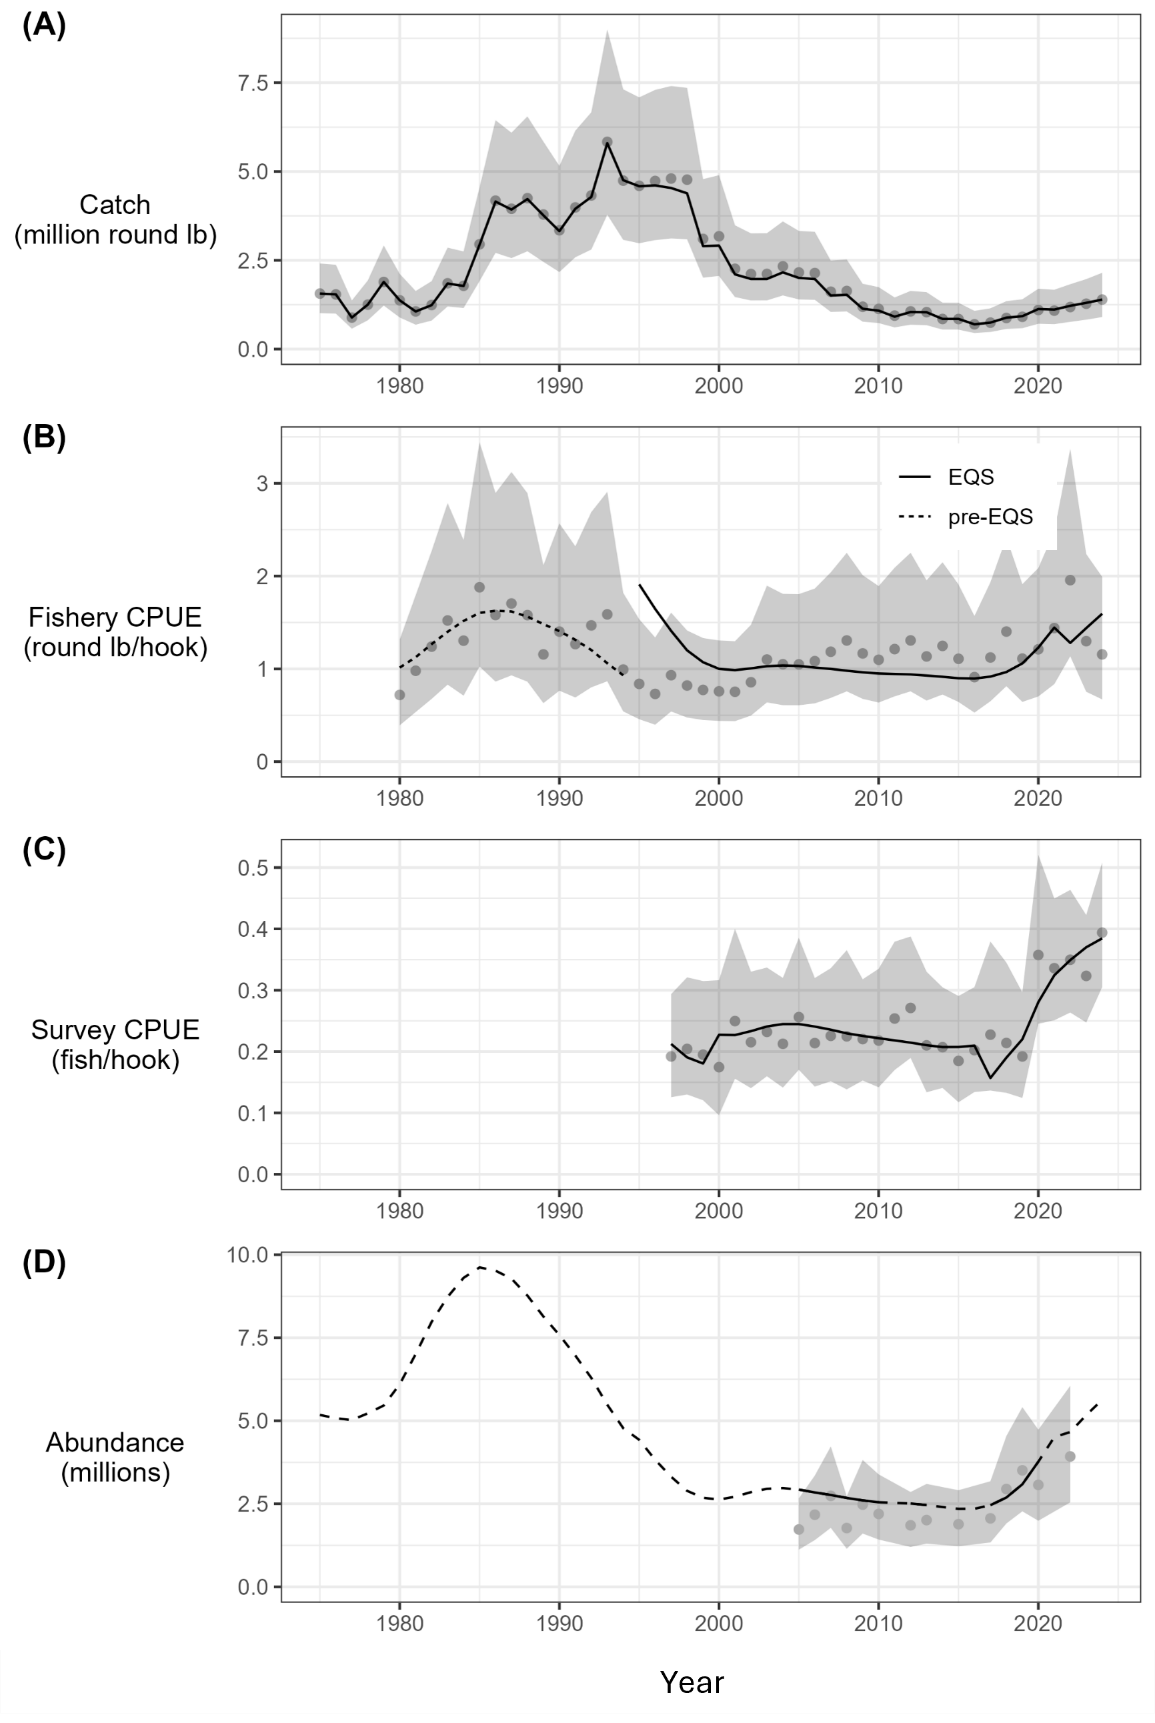 (A)
Catch
(million round lb)
7.5
5.0
2.5
0.0
1980 1990 2000 2010 2020
(B)
Fishery CPUE
(round lb/hook)
3
2
1
0
EQS
pre-EQS
1980 1990 2000 2010 2020
(C)
Survey CPUE
(fish/hook)
0.5
0.4
0.3
0.2
0.1
0.0
1980 1990 2000 2010 2020
(D)
Abundance
(millions)
10.0
7.5
5.0
2.5
0.0
1980 1990 2000 2010 2020
Year